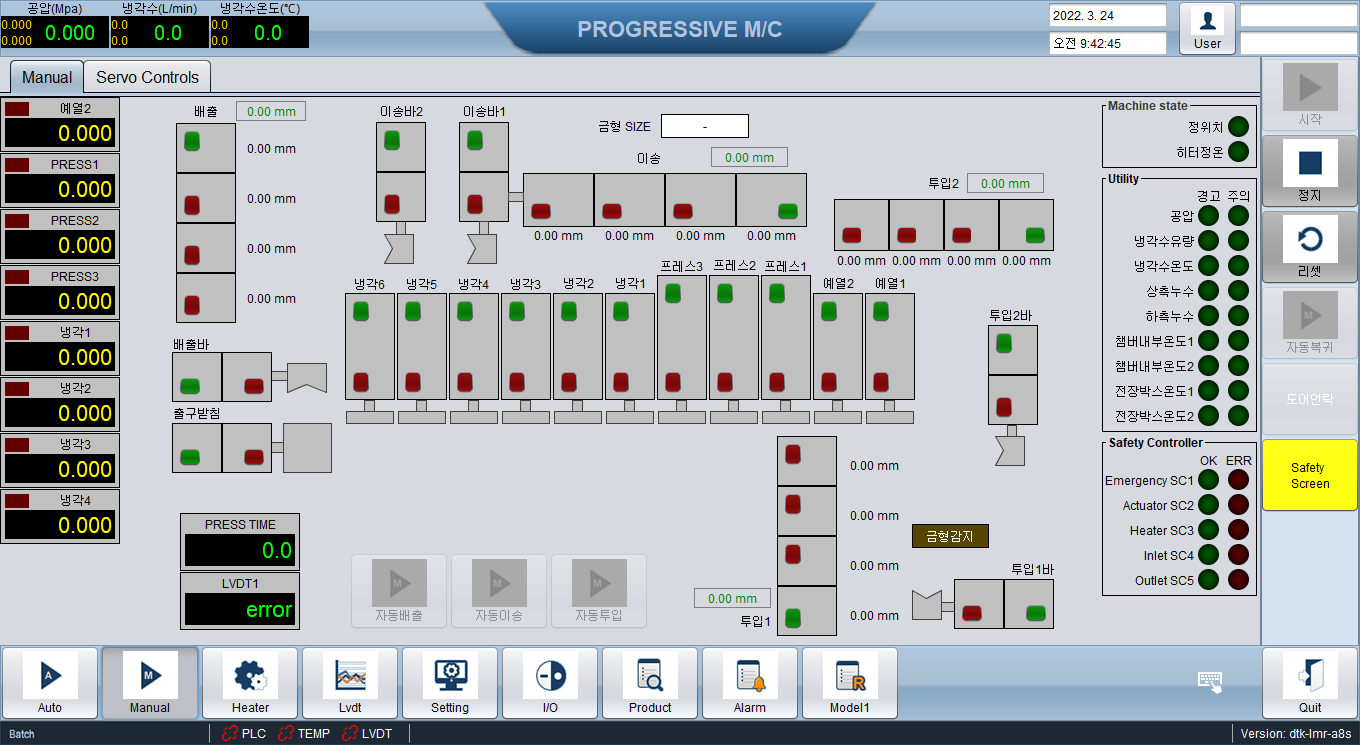 공압(Mpa) 냉각수(L/min) 냉각수온도(℃)
0.000 0.000 0.0 0.0 0.0 0.0
0.000 0.0 0.0
PROGRESSIVE M/C
2022. 3. 24
오전 9:42:45
User
Manual Servo Controls
예열2
0.000
PRESS1
0.000
PRESS2
0.000
PRESS3
0.000
냉각1
0.000
냉각2
0.000
냉각3
0.000
냉각4
0.000
배출 0.00 mm
0.00 mm
0.00 mm
0.00 mm
0.00 mm
이송바2 이송바1
금형 SIZE -
이송 0.00 mm
0.00 mm 0.00 mm 0.00 mm 0.00 mm
투입2 0.00 mm
0.00 mm 0.00 mm 0.00 mm 0.00 mm
냉각6 냉각5 냉각4 냉각3 냉각2 냉각1 프레스3 프레스2 프레스1 예열2 예열1
배출바
출구받침
투입2바
0.00 mm
0.00 mm
0.00 mm
0.00 mm
0.00 mm
투입1
금형감지
투입1바
PRESS TIME
0.0
LVDT1
error
M M M
자동배출 자동이송 자동투입
Machine state
정위치
히터정온
Utility
경고 주의
공압
냉각수유량
냉각수온도
상측누수
하측누수
챔버내부온도1
챔버내부온도2
전장박스온도1
전장박스온도2
Safety Controller
OK ERR
Emergency SC1
Actuator SC2
Heater SC3
Inlet SC4
Outlet SC5
시작
정지
리셋
M
자동복귀
도어언락
Safety
Screen
A M R
Auto Manual Heater Lvdt Setting I/O Product Alarm Model1 Quit
Batch PLC TEMP LVDT Version: dtk-lmr-a8s